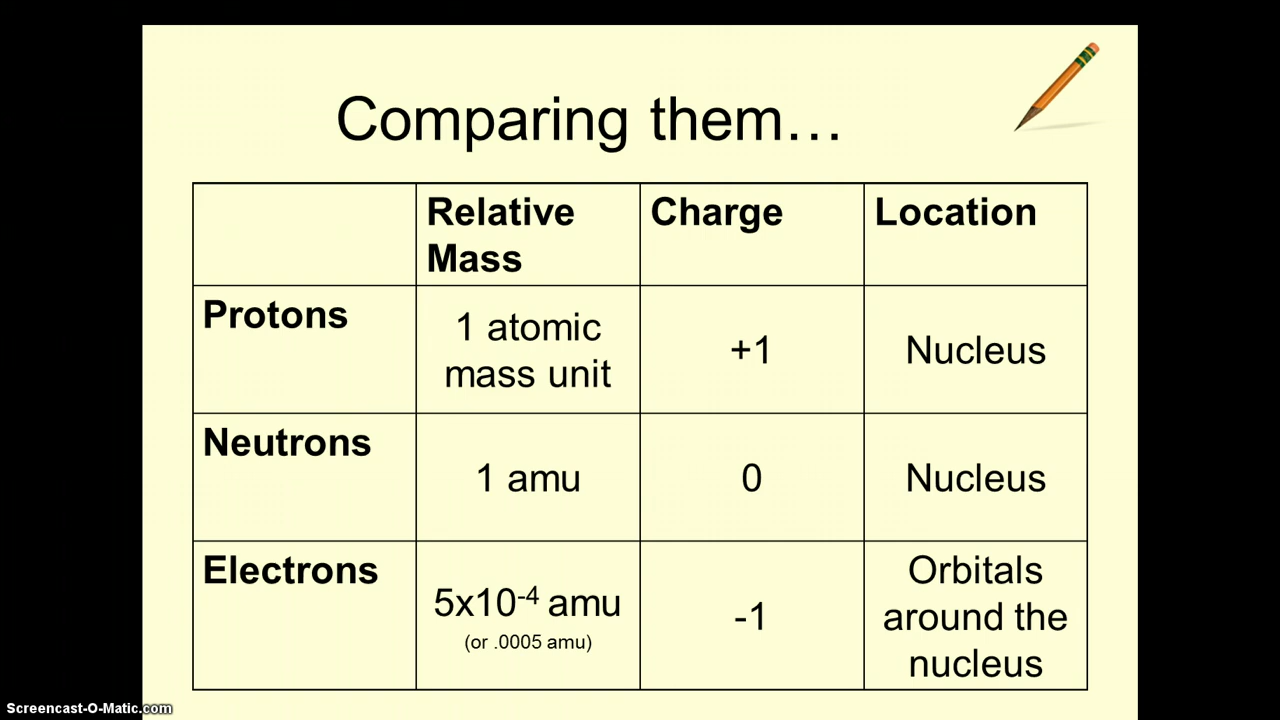 Comparing them…
Relative
Mass
Charge
Location
Protons
1 atomic
mass unit
+1
Nucleus
Neutrons
1 amu
0
Nucleus
Electrons
5x10⁻⁴ amu
(or .0005 amu)
-1
Orbitals
around the
nucleus
Screencast-O-Matic.com